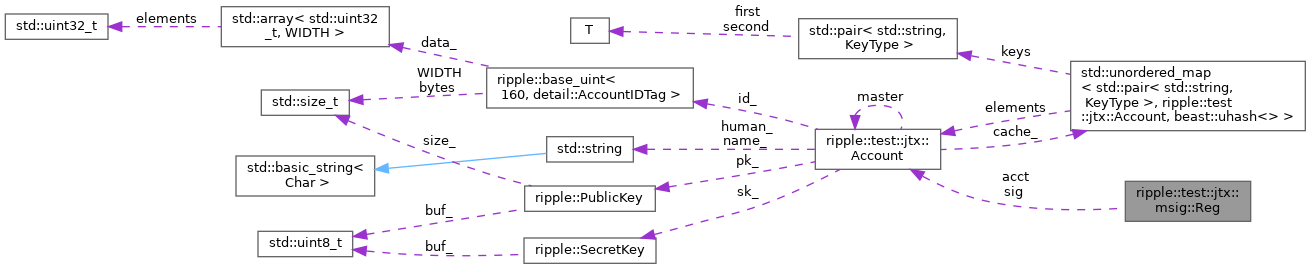 std::uint32_t
elements
std::array< std::uint32
_t, WIDTH >
data_
WIDTH
bytes
std::size_t
ripple::base_uint<
160, detail::AccountIDTag >
T
first
second
std::pair< std::string,
KeyType >
keys
std::unordered_map
< std::pair< std::string,
KeyType >, ripple::test
::jtx::Account, beast::uhash<> >
elements
cache_
master
id_
human_
name_
ripple::test::jtx::
Account
std::string
std::basic_string<
Char >
size_
pk_
sk_
ripple::PublicKey
buf_
std::uint8_t
buf_
ripple::SecretKey
acct
sig
ripple::test::jtx::
msig::Reg